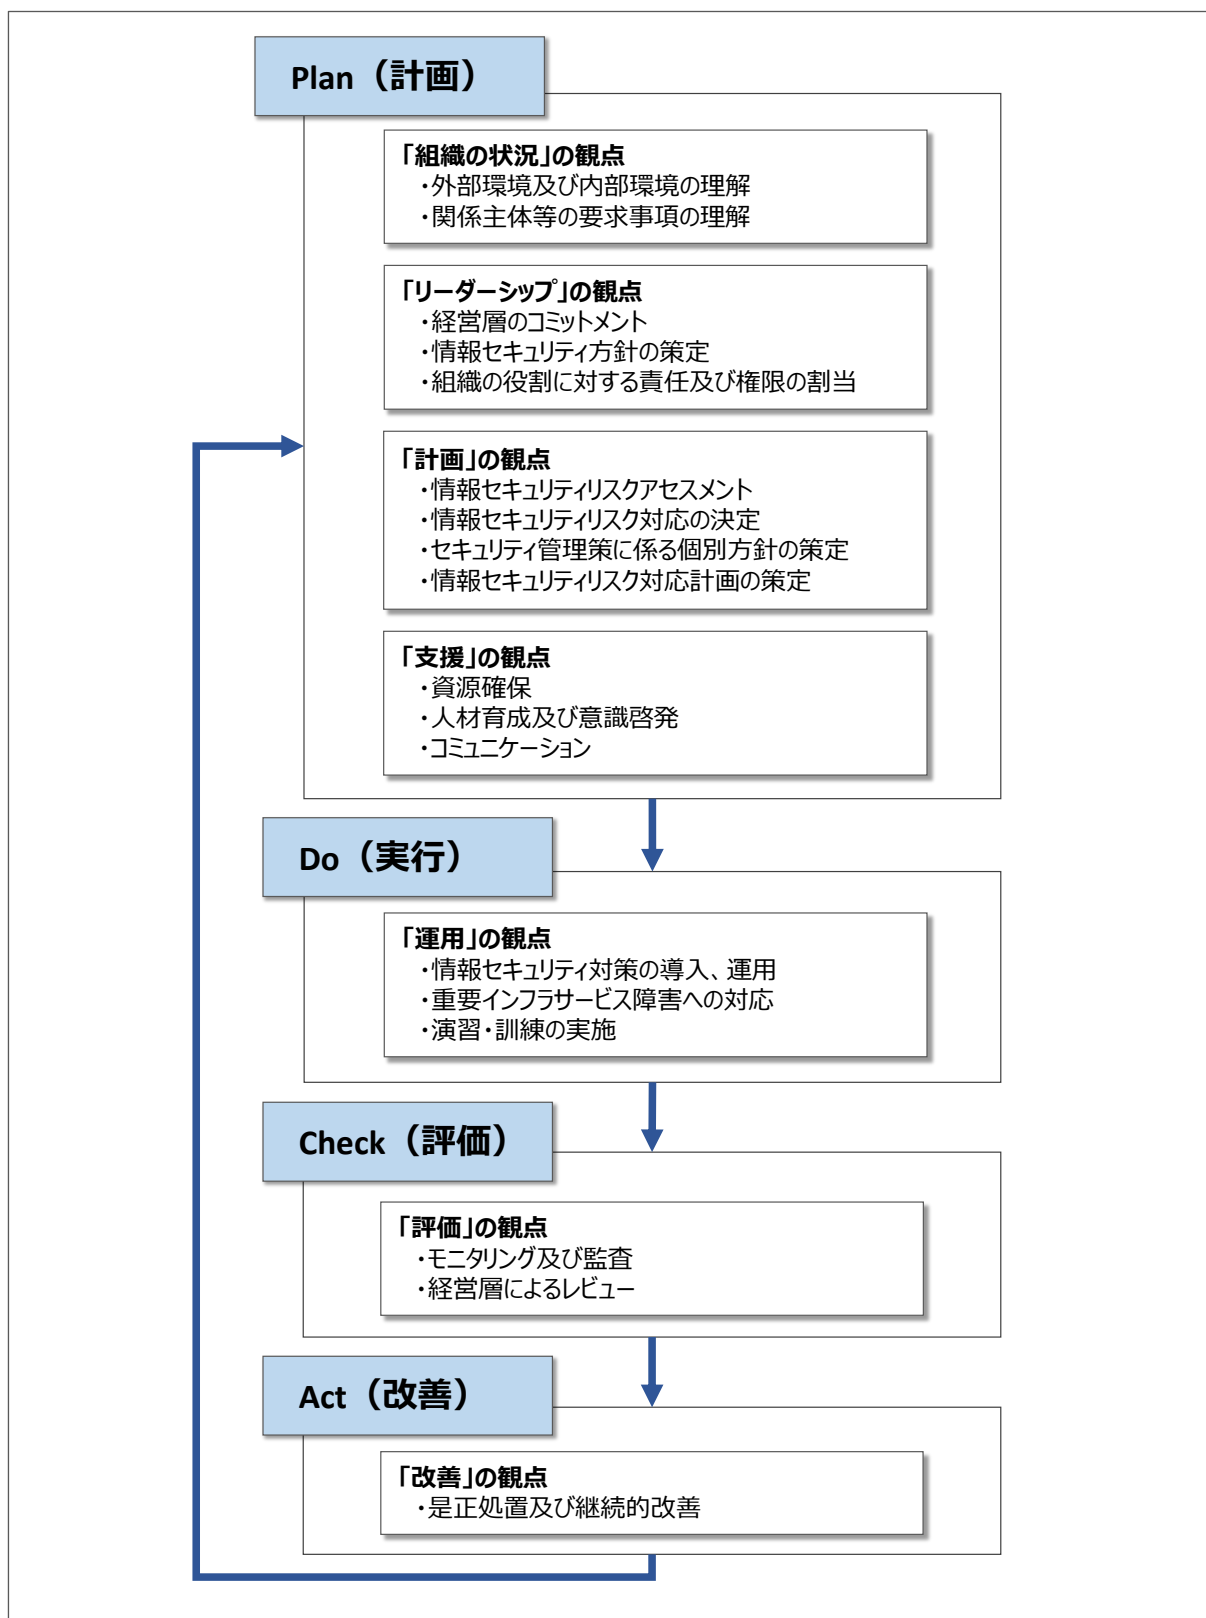 Plan（計画）
「組織の状況」の観点
・外部環境及び内部環境の理解
・関係主体等の要求事項の理解
「リーダーシップ」の観点
・経営層のコミットメント
・情報セキュリティ方針の策定
・組織の役割に対する責任及び権限の割当
「計画」の観点
・情報セキュリティリスクアセスメント
・情報セキュリティリスク対応の決定
・セキュリティ管理策に係る個別方針の策定
・情報セキュリティリスク対応計画の策定
「支援」の観点
・資源確保
・人材育成及び意識啓発
・コミュニケーション
Do（実行）
「運用」の観点
・情報セキュリティ対策の導入、運用
・重要インフラサービス障害への対応
・演習・訓練の実施
Check（評価）
「評価」の観点
・モニタリング及び監査
・経営層によるレビュー
Act（改善）
「改善」の観点
・是正処置及び継続的改善